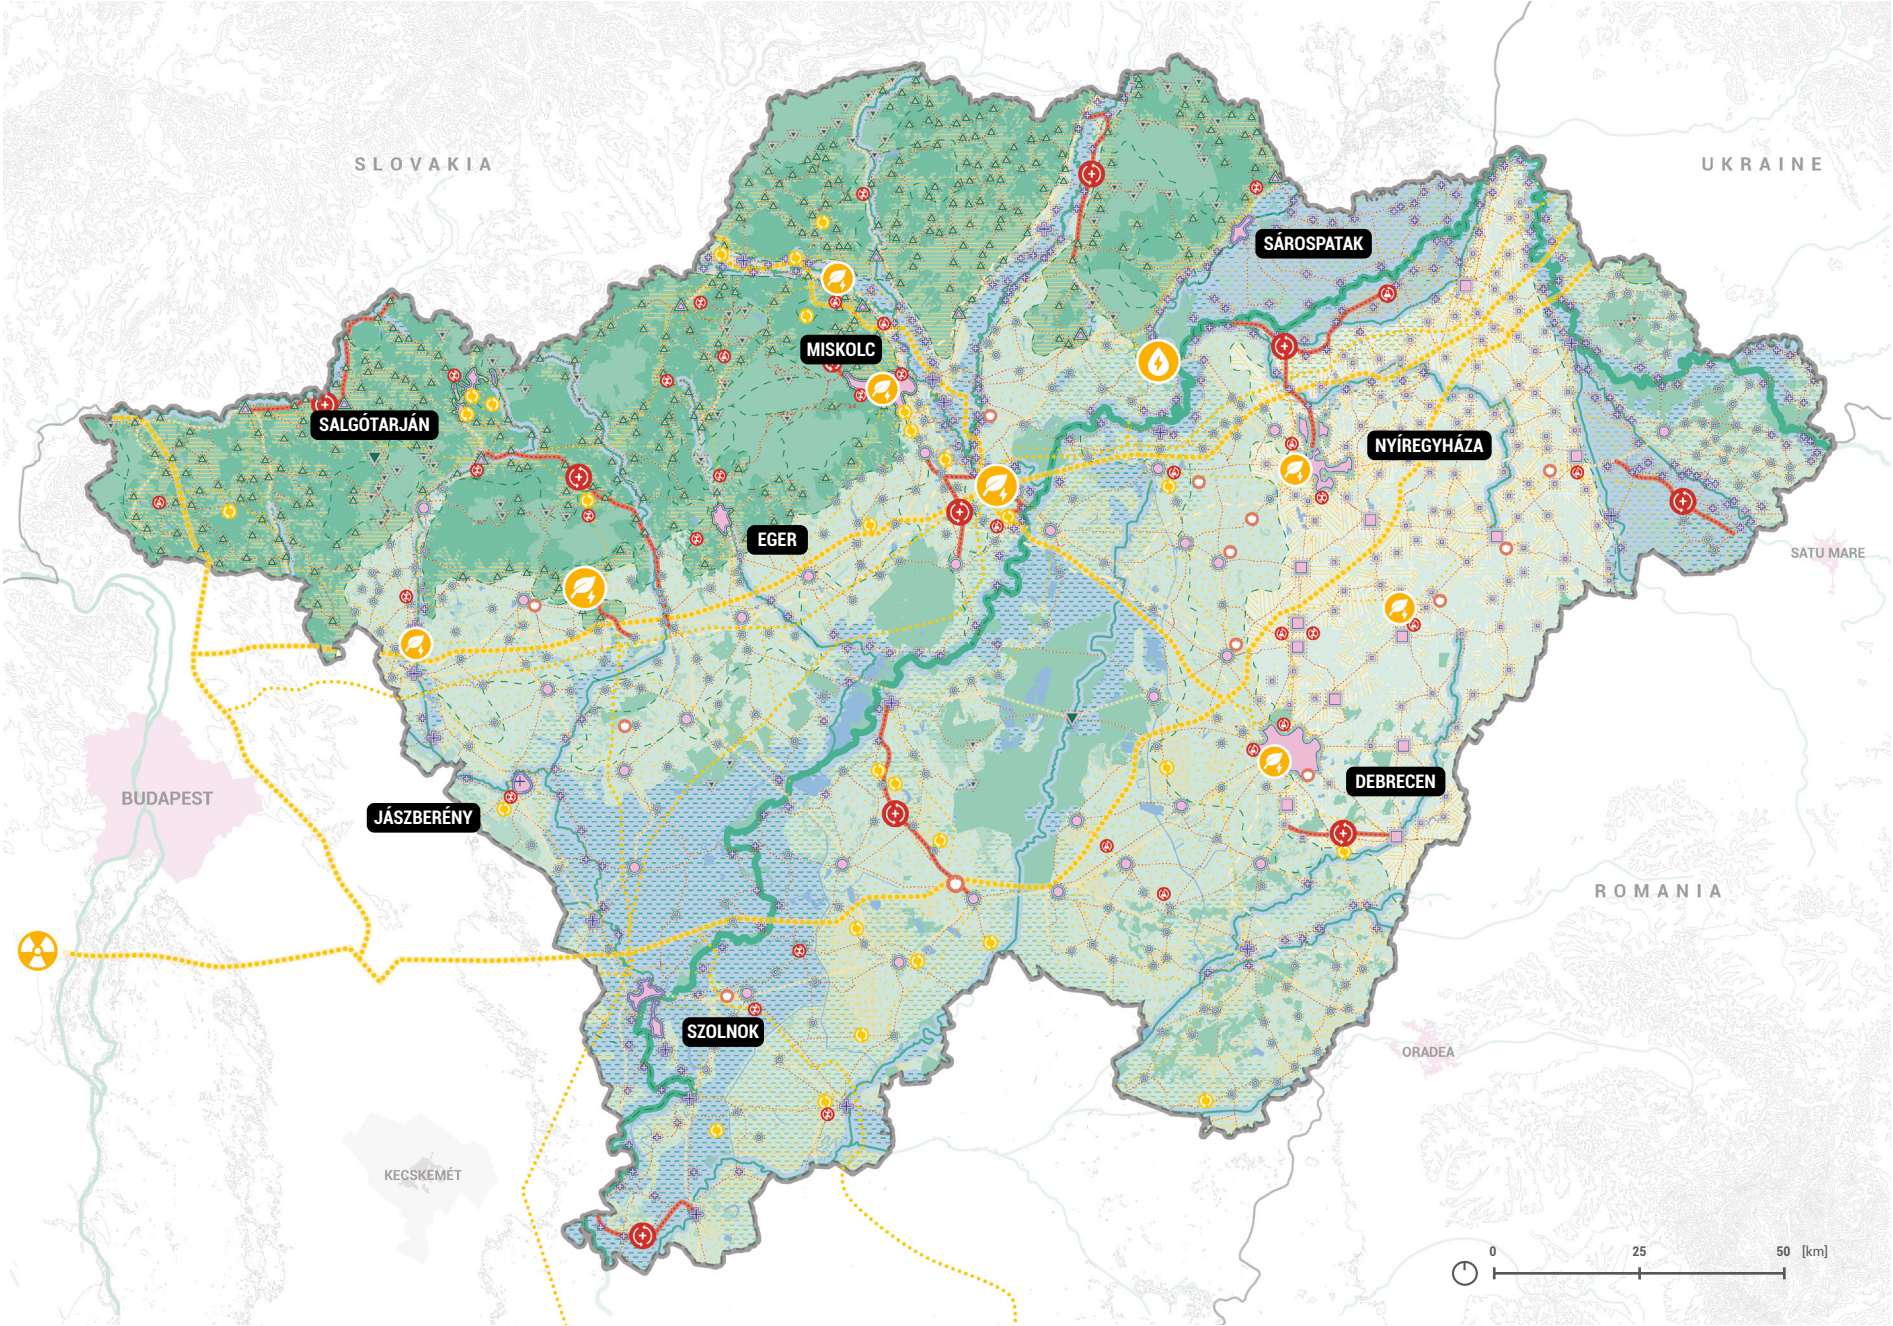 SLOVAKIA
UKRAINE
SÁROSPATAK
MISKOLC
SALGÓTARJÁN
NYÍREGYHÁZA
EGER
SATU MARE
BUDAPEST
DEBRECEN
JÁSZBERÉNY
ROMANIA
SZOLNOK
ORADEA
KECSKEMÉT
0 25 50 [km]